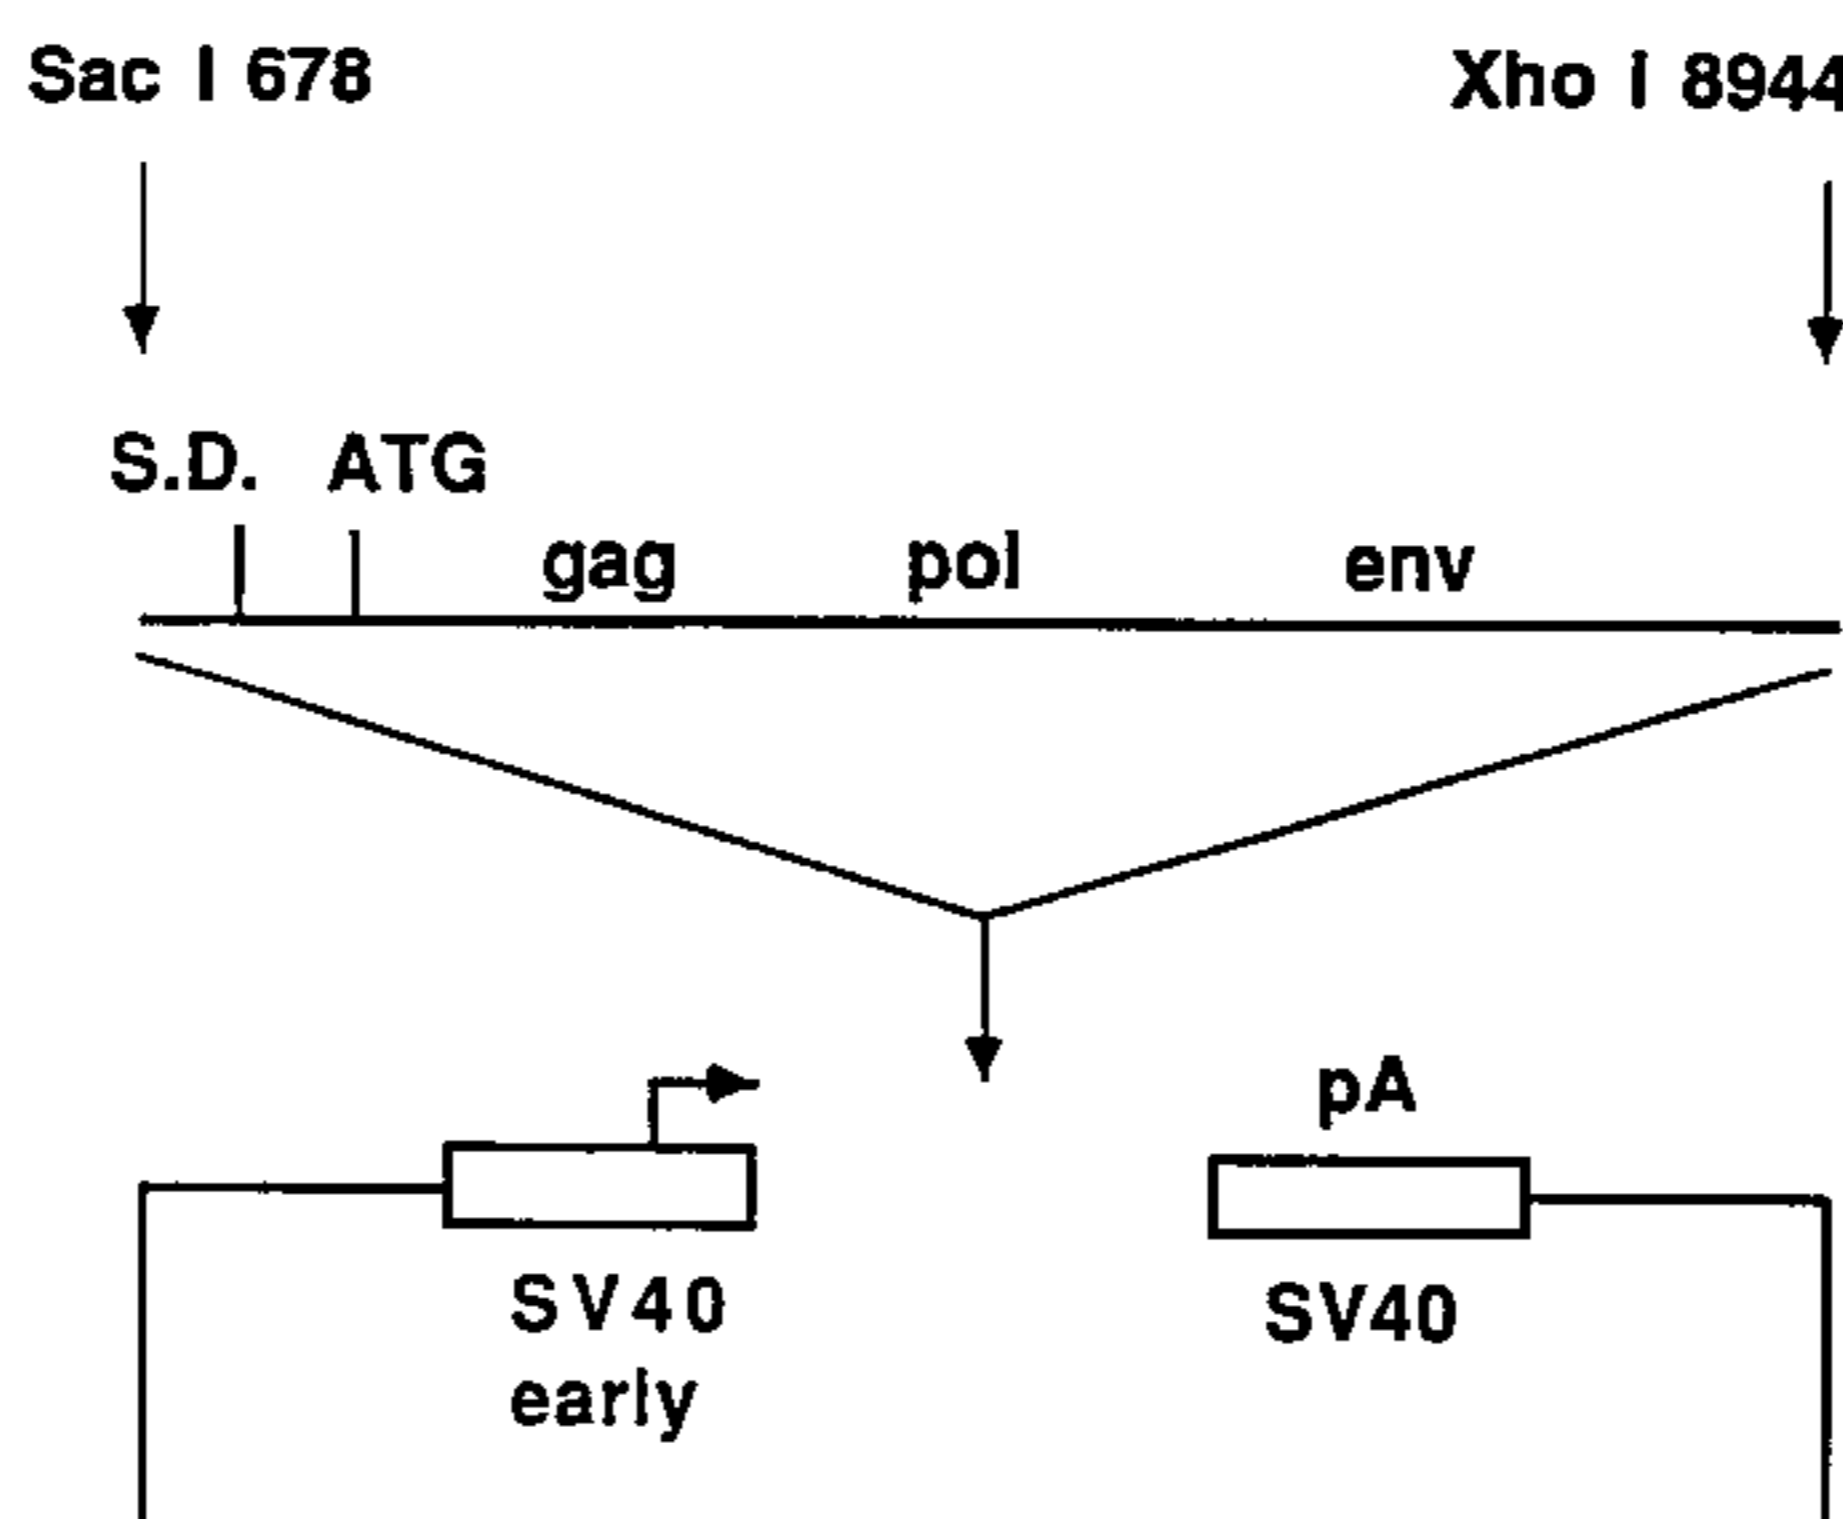 Sac I 678
Xho I 8944
S.D. ATG
gag pol env
pA
SV40
early
SV40